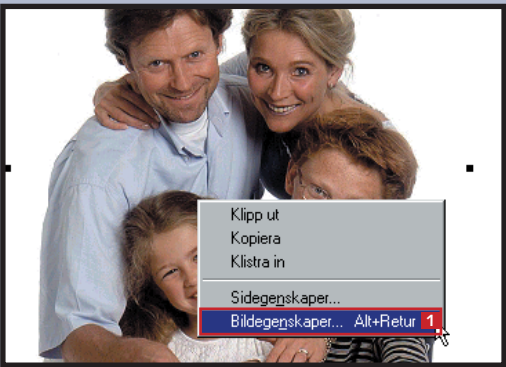 Klipp ut
Kopiera
Klistra in
Sidegenskaper...
Bildegenskaper... Alt+Retur 1